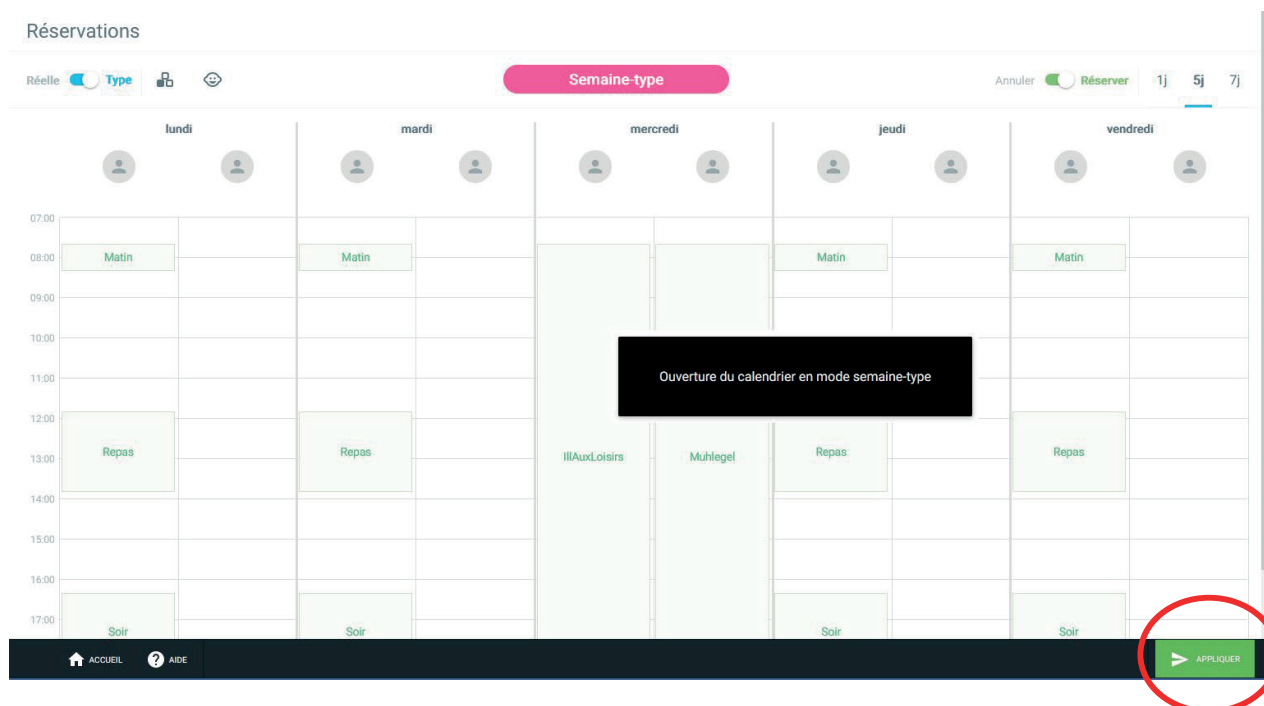 Réservations
Réelle Type Semaine-type Annuler Réserver 1j 5j 7j
lundi mardi mercredi jeudi vendredi
07:00
08:00 Matin Matin Matin Matin
09:00
10:00
11:00 Ouverture du calendrier en mode semaine-type
12:00
Repas Repas Repas Repas
13:00 IllAuxLoisirs Muhlegel
14:00
15:00
16:00
17:00
Soir Soir Soir Soir
ACCUEIL ? AIDE APPLIQUER